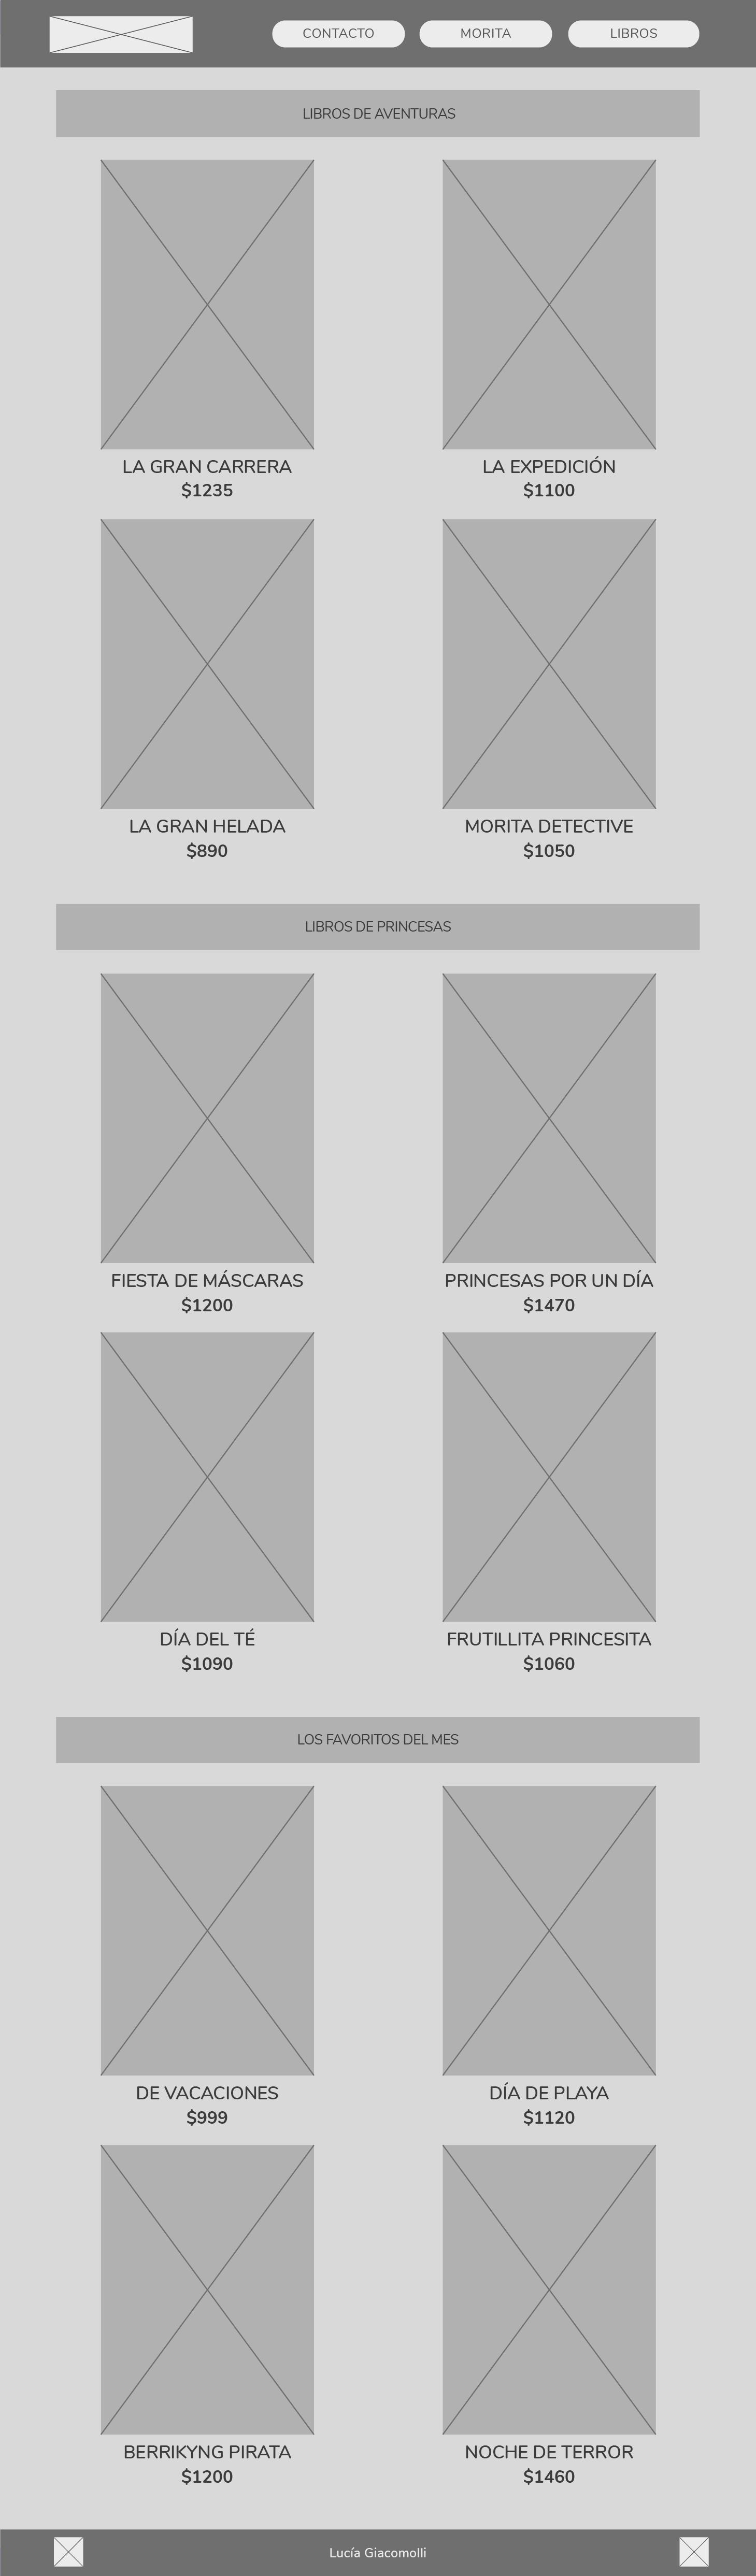 CONTACTO
MORITA
LIBROS
LIBROS DE AVENTURAS
LA GRAN CARRERA
$1235
LA EXPEDICIÓN
$1100
LA GRAN HELADA
$890
MORITA DETECTIVE
$1050
LIBROS DE PRINCESAS
FIESTA DE MÁSCARAS
$1200
PRINCESAS POR UN DÍA
$1470
DÍA DEL TÉ
$1090
FRUTILLITA PRINCESITA
$1060
LOS FAVORITOS DEL MES
DE VACACIONES
$999
DÍA DE PLAYA
$1120
BERRIKYNG PIRATA
$1200
NOCHE DE TERROR
$1460
Lucía Giacomolli